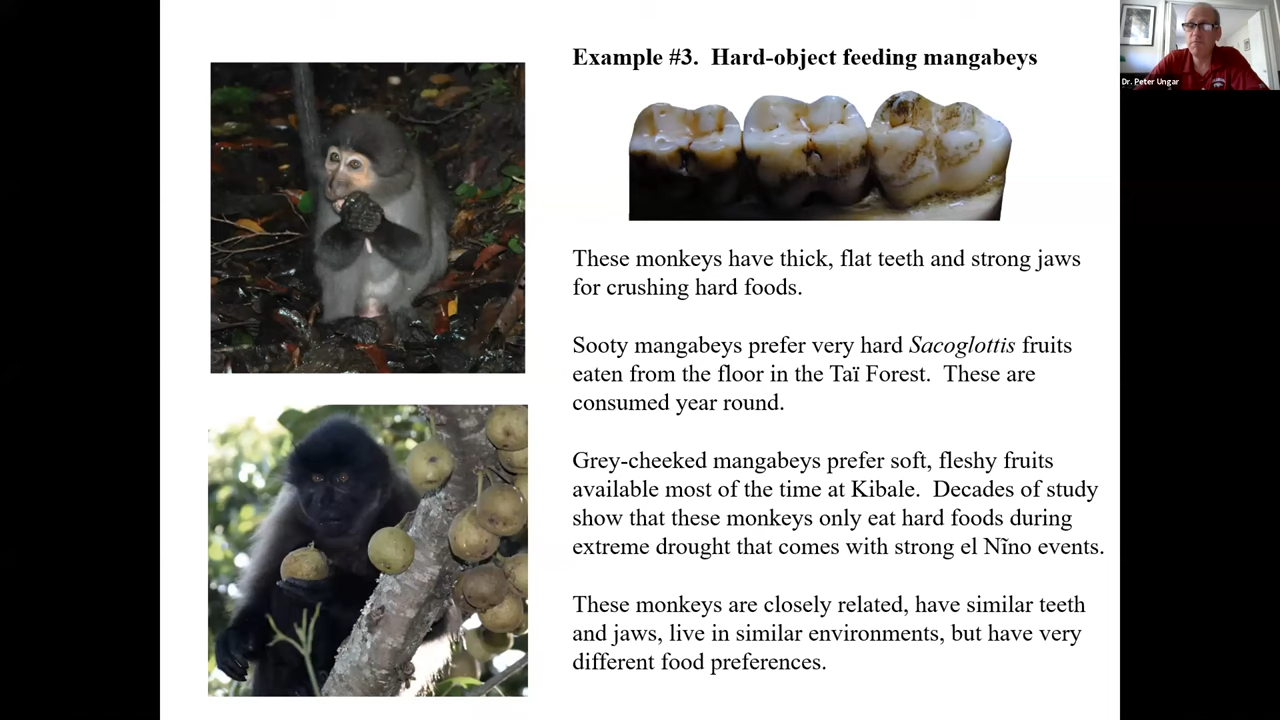 Example #3. Hard-object feeding mangabeys
These monkeys have thick, flat teeth and strong jaws
for crushing hard foods.
Sooty mangabeys prefer very hard Sacoglottis fruits
eaten from the floor in the Taï Forest. These are
consumed year round.
Grey-cheeked mangabeys prefer soft, fleshy fruits
available most of the time at Kibale. Decades of study
show that these monkeys only eat hard foods during
extreme drought that comes with strong el Nĩno events.
These monkeys are closely related, have similar teeth
and jaws, live in similar environments, but have very
different food preferences.
Dr. Peter Ungar